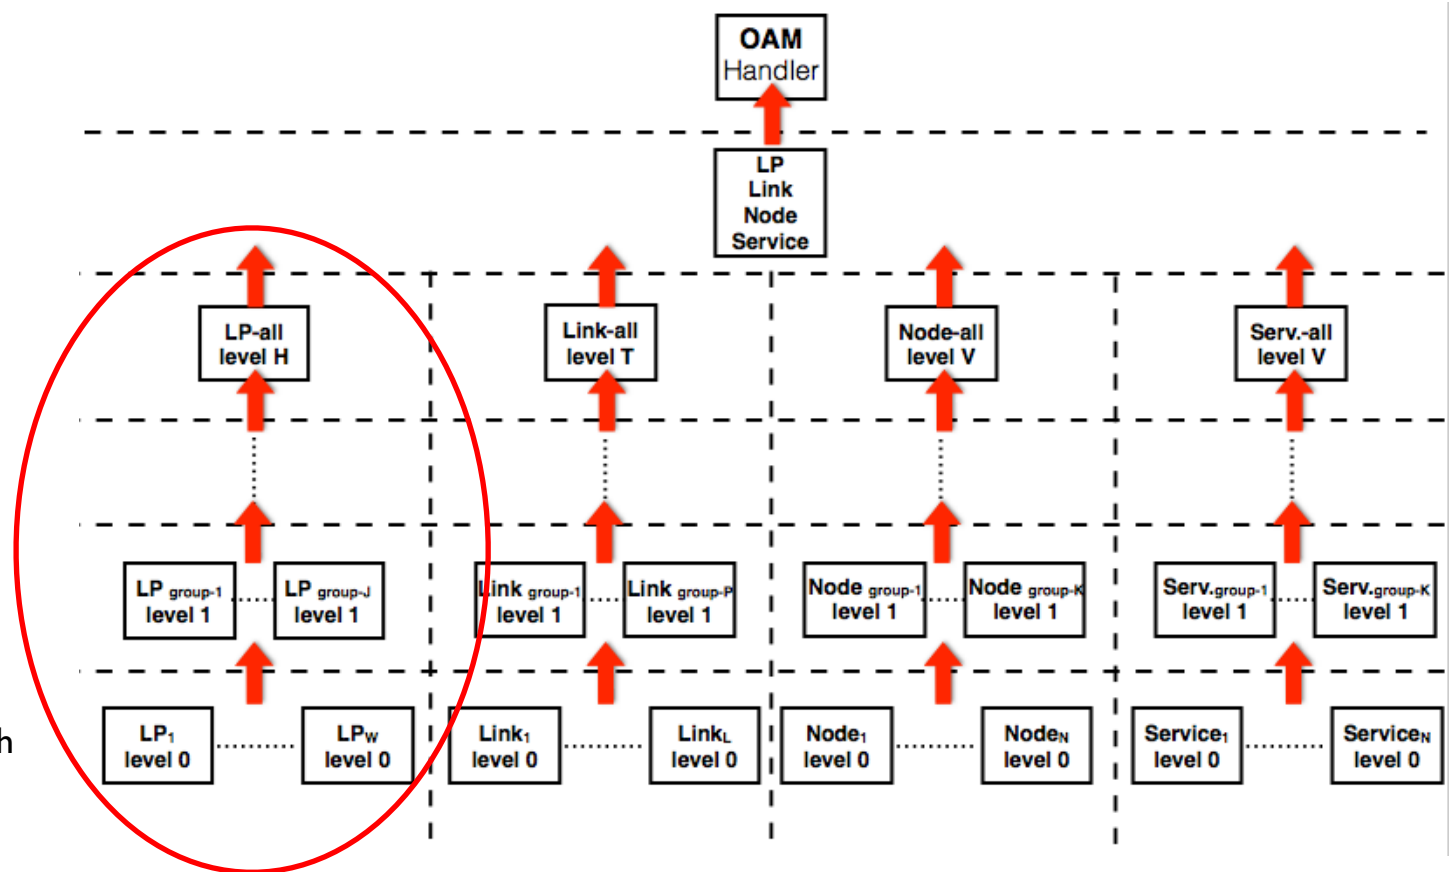 OAM
Handler
LP
Link
Node
Service
LP-all
level H
Link-all
level T
Node-all
level V
Serv.-all
level V
LP group-1
level 1
LP group-J
level 1
Link group-1
level 1
Link group-P
level 1
Node group-1
level 1
Node group-K
level 1
Serv.group-1
level 1
Serv.group-K
level 1
h
LP1
level 0
LPW
level 0
Link1
level 0
LinkL
level 0
Node1
level 0
NodeN
level 0
Service1
level 0
ServiceN
level 0